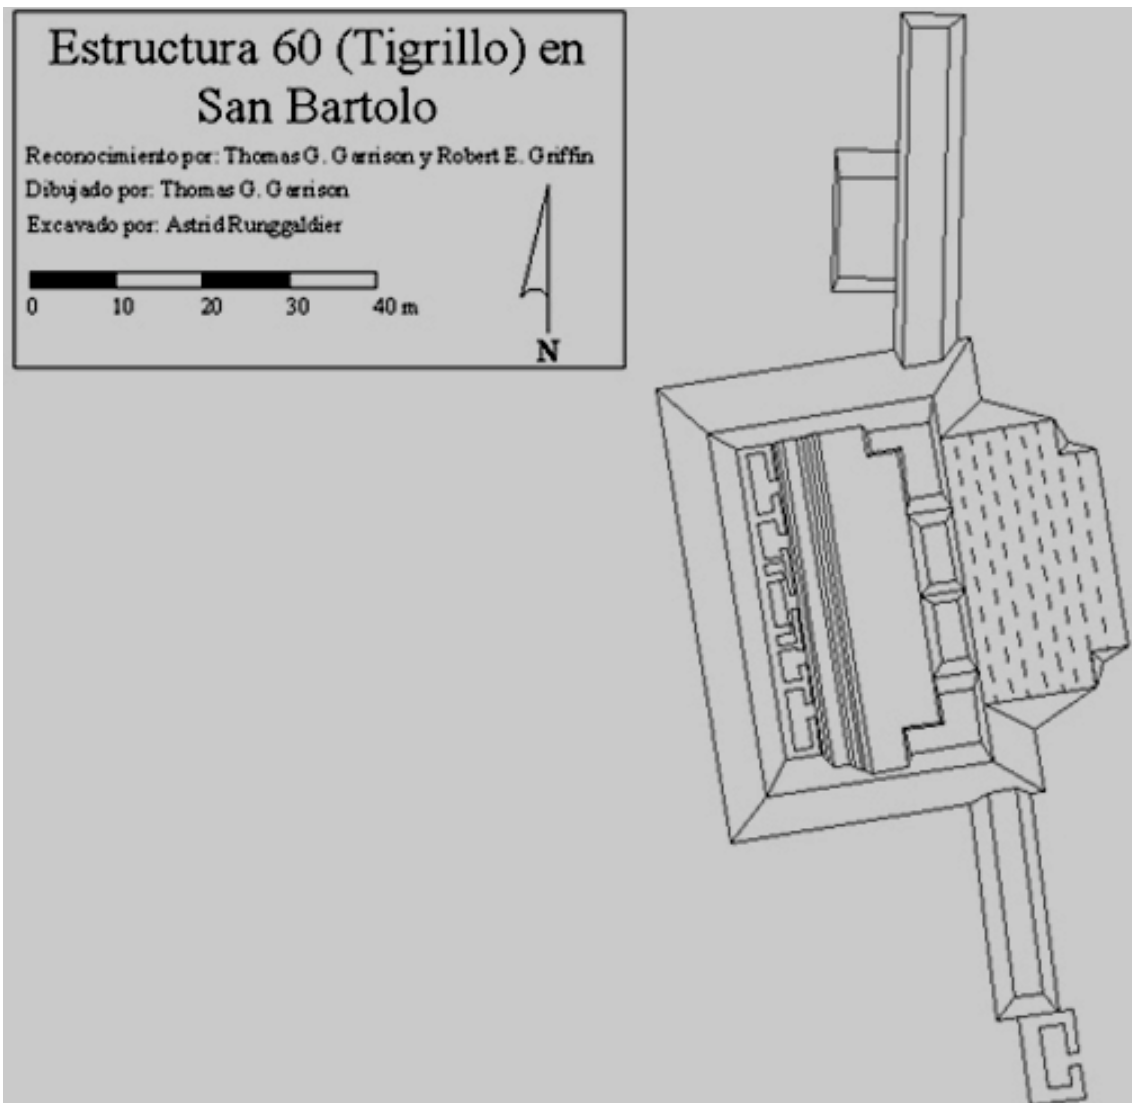 Estructura 60 (Tigrillo) en
San Bartolo
Reconocimiento por: Thomas G. Garrison y Robert E. Griffin
Dibujado por: Thomas G. Garrison
Excavado por: Astrid Runggaldier
0 10 20 30 40 m
N